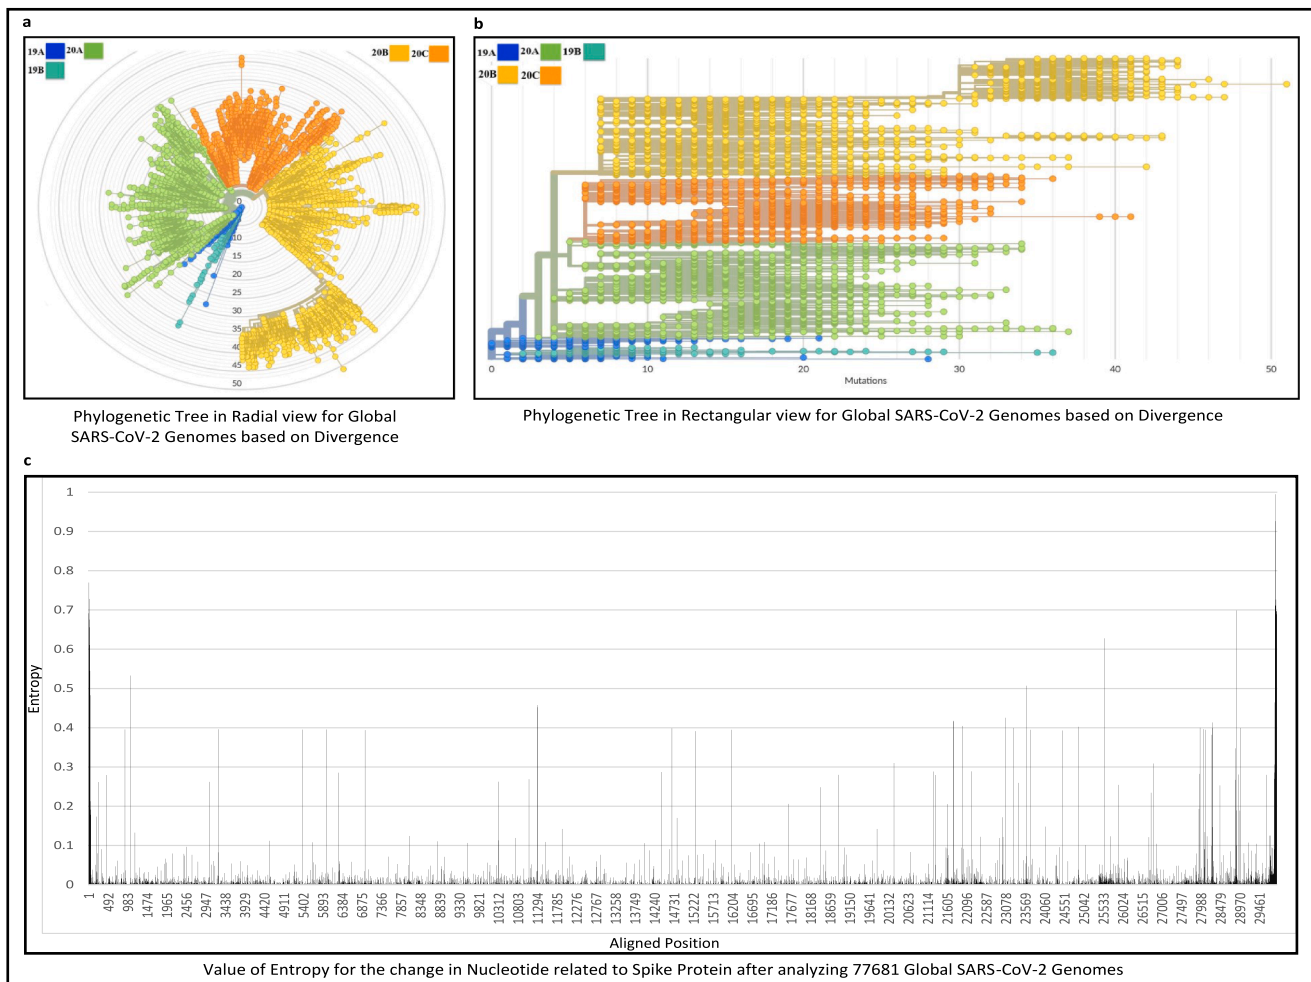 a
19A 20A
19B
20B 20C
0
10
15
20
25
30
35
40
45
50
Phylogenetic Tree in Radial view for Global
SARS-CoV-2 Genomes based on Divergence
b
19A 20A 19B
20B 20C
0 10 20 30 40 50
Mutations
Phylogenetic Tree in Rectangular view for Global SARS-CoV-2 Genomes based on Divergence
c
1
0.9
0.8
0.7
0.6
0.5
0.4
0.3
0.2
0.1
0
Entropy
1 492 983 1474 1965 2456 2947 3438 3929 4420 4911 5402 5893 6384 6875 7366 7857 8348 8839 9330 9821 10312 10803 11294 11785 12276 12767 13258 13749 14240 14731 15222 15713 16204 16695 17186 17677 18168 18659 19150 19641 20132 20623 21114 21605 22096 22587 23078 23569 24060 24551 25042 25533 26024 26515 27006 27497 27988 28479 28970 29461
Aligned Position
Value of Entropy for the change in Nucleotide related to Spike Protein after analyzing 77681 Global SARS-CoV-2 Genomes